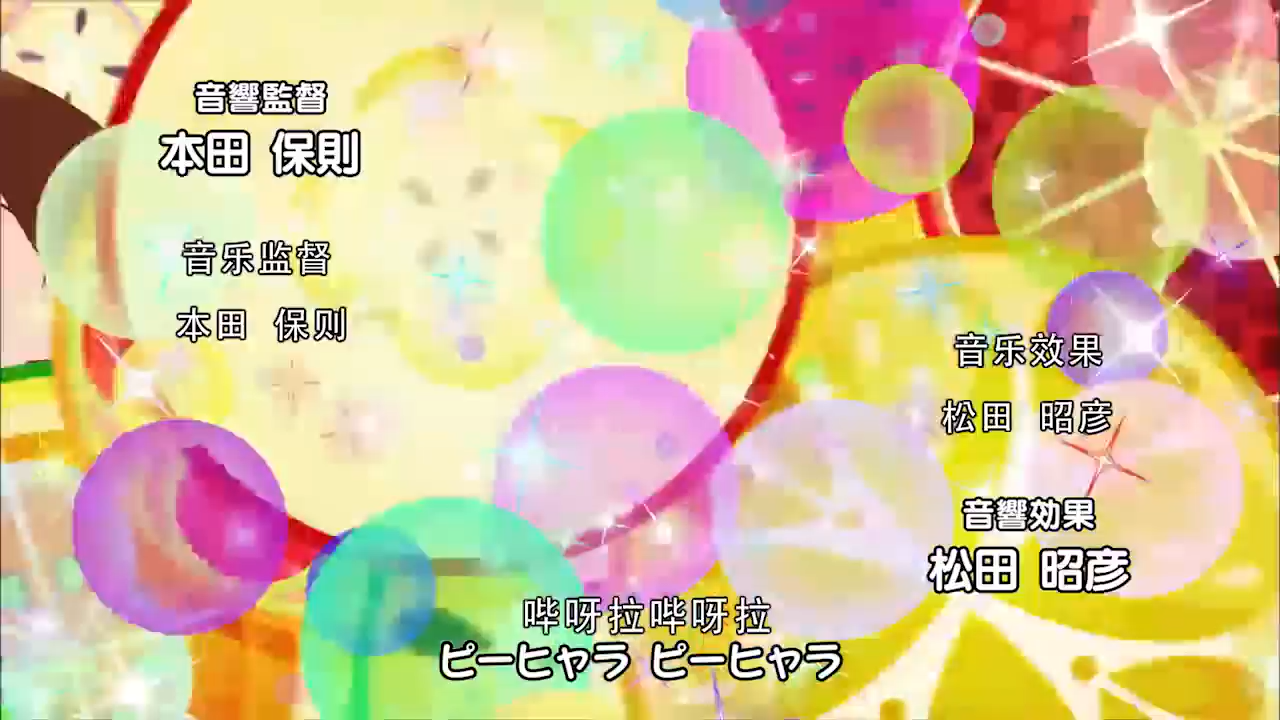 音響監督
本田 保則
音乐监督
本田 保则
音乐效果
松田 昭彦
音響効果
松田 昭彦
哔呀拉哔呀拉
ピーヒャラ ピーヒャラ